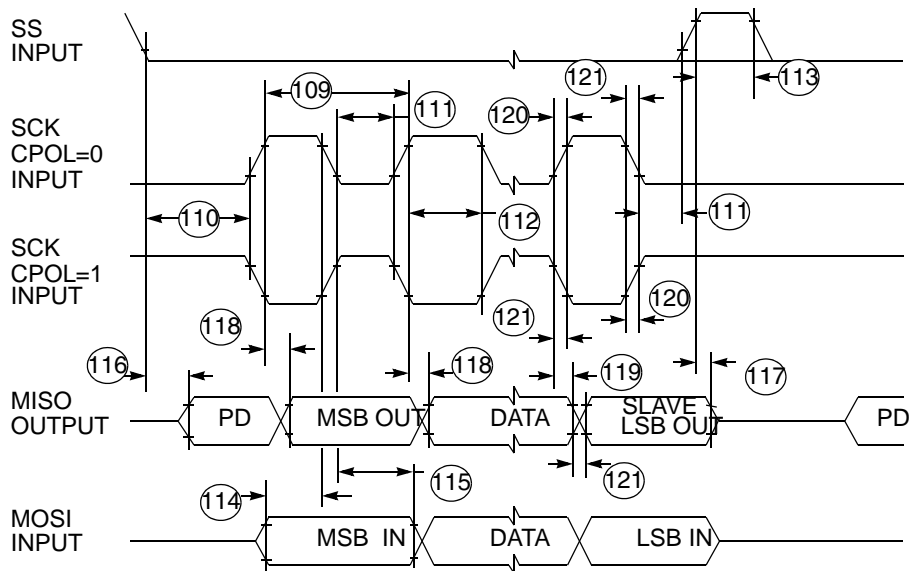 SS
INPUT
121
113
109
111
120
SCK
CPOL=0
INPUT
110
112
111
SCK
CPOL=1
INPUT
121
120
118
116
118
119
117
MISO
OUTPUT
PD
MSB OUT
DATA
SLAVE
LSB OUT
PD
121
114
115
MOSI
INPUT
MSB IN
DATA
LSB IN